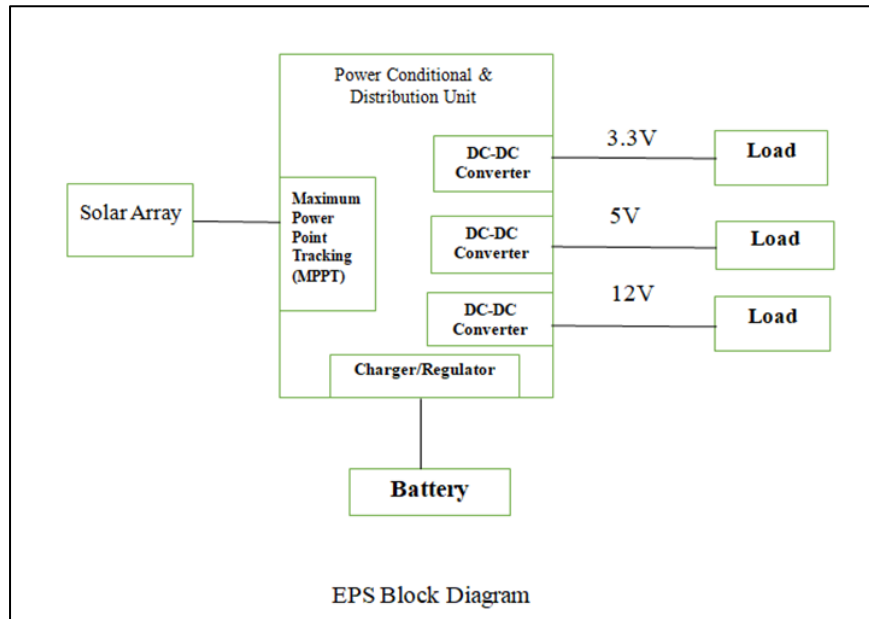 Power Conditional &
Distribution Unit
DC-DC
Converter
3.3V
Load
Solar Array
Maximum
Power
Point
Tracking
(MPPT)
DC-DC
Converter
5V
Load
DC-DC
Converter
12V
Load
Charger/Regulator
Battery
EPS Block Diagram